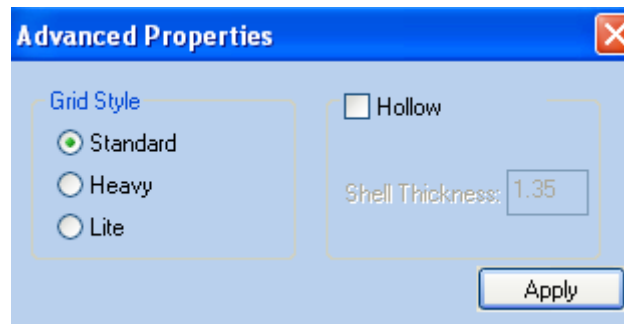 Advanced Properties
Grid Style
Standard
Heavy
Lite
Hollow
Shell Thickness: 1.35
Apply